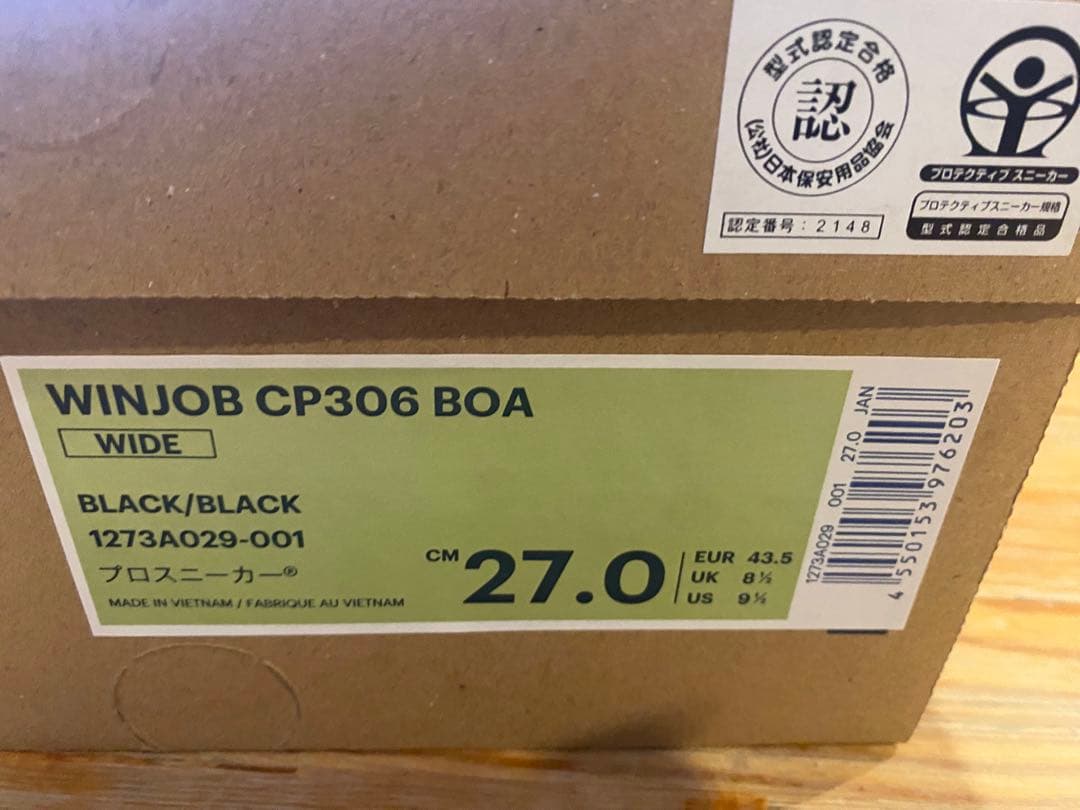 型式認定合格
認
(公社)日本保安用品協会
認定番号：2148
プロテクティブ スニーカー
プロテクティブスニーカー規格
型式認定合格品
WINJOB CP306 BOA
WIDE
BLACK/BLACK
1273A029-001
プロスニーカー®
MADE IN VIETNAM / FABRIQUE AU VIETNAM
CM 27.0
EUR 43.5
UK 8½
US 9½
1273A029 001 27.0 JAN
4 550153 976203